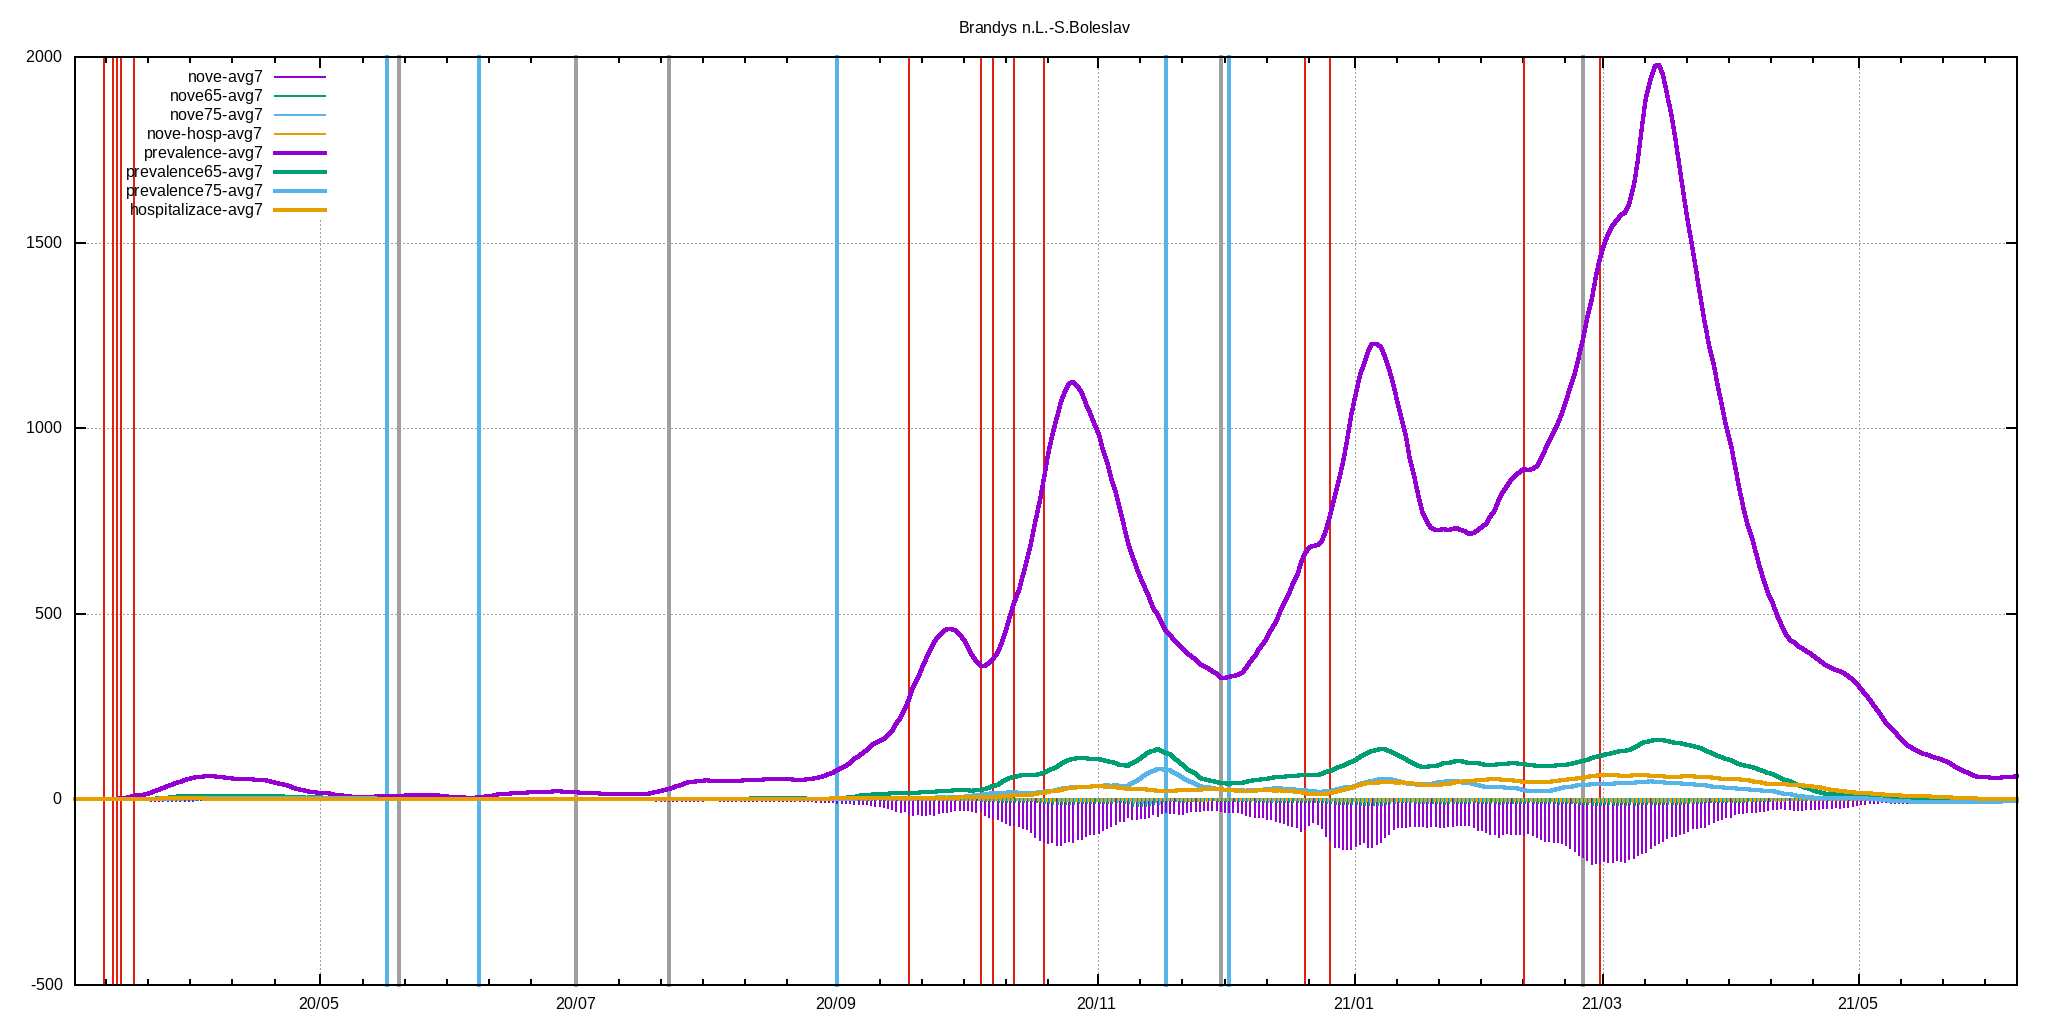 Brandys n.L.-S.Boleslav
2000
nove-avg7
nove65-avg7
nove75-avg7
nove-hosp-avg7
prevalence-avg7
prevalence65-avg7
prevalence75-avg7
hospitalizace-avg7
1500
1000
500
0
-500
20/05 20/07 20/09 20/11 21/01 21/03 21/05